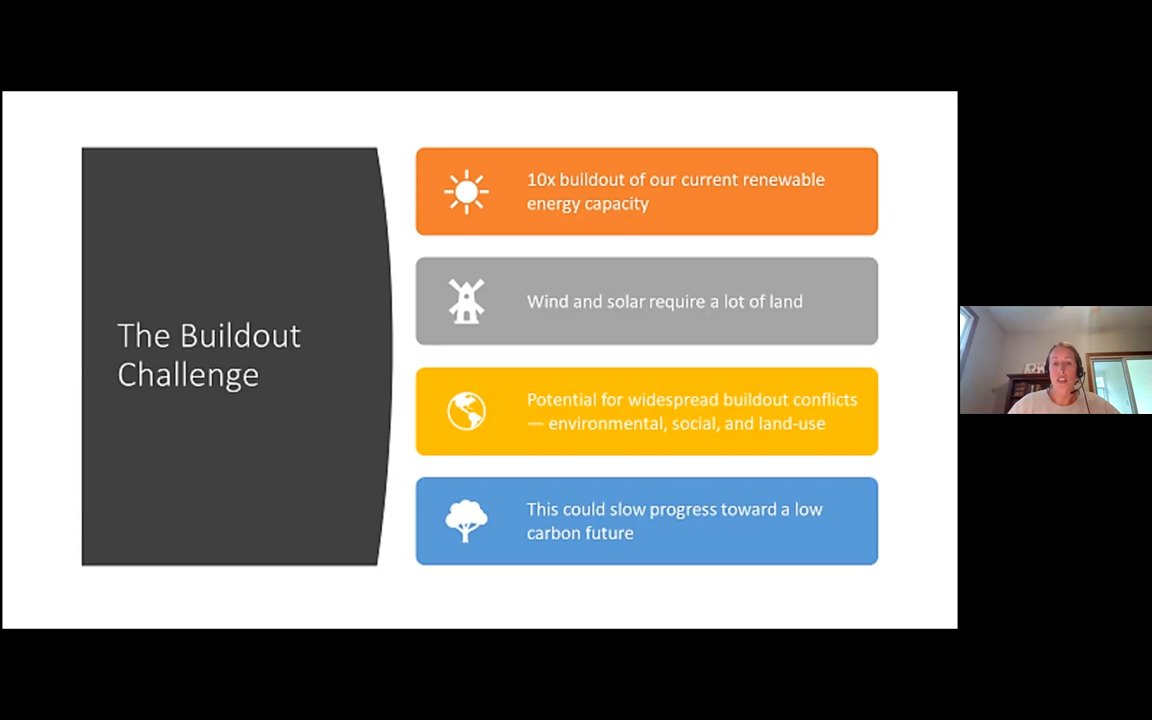 The Buildout
Challenge
10x buildout of our current renewable
energy capacity
Wind and solar require a lot of land
Potential for widespread buildout conflicts
— environmental, social, and land-use
This could slow progress toward a low
carbon future